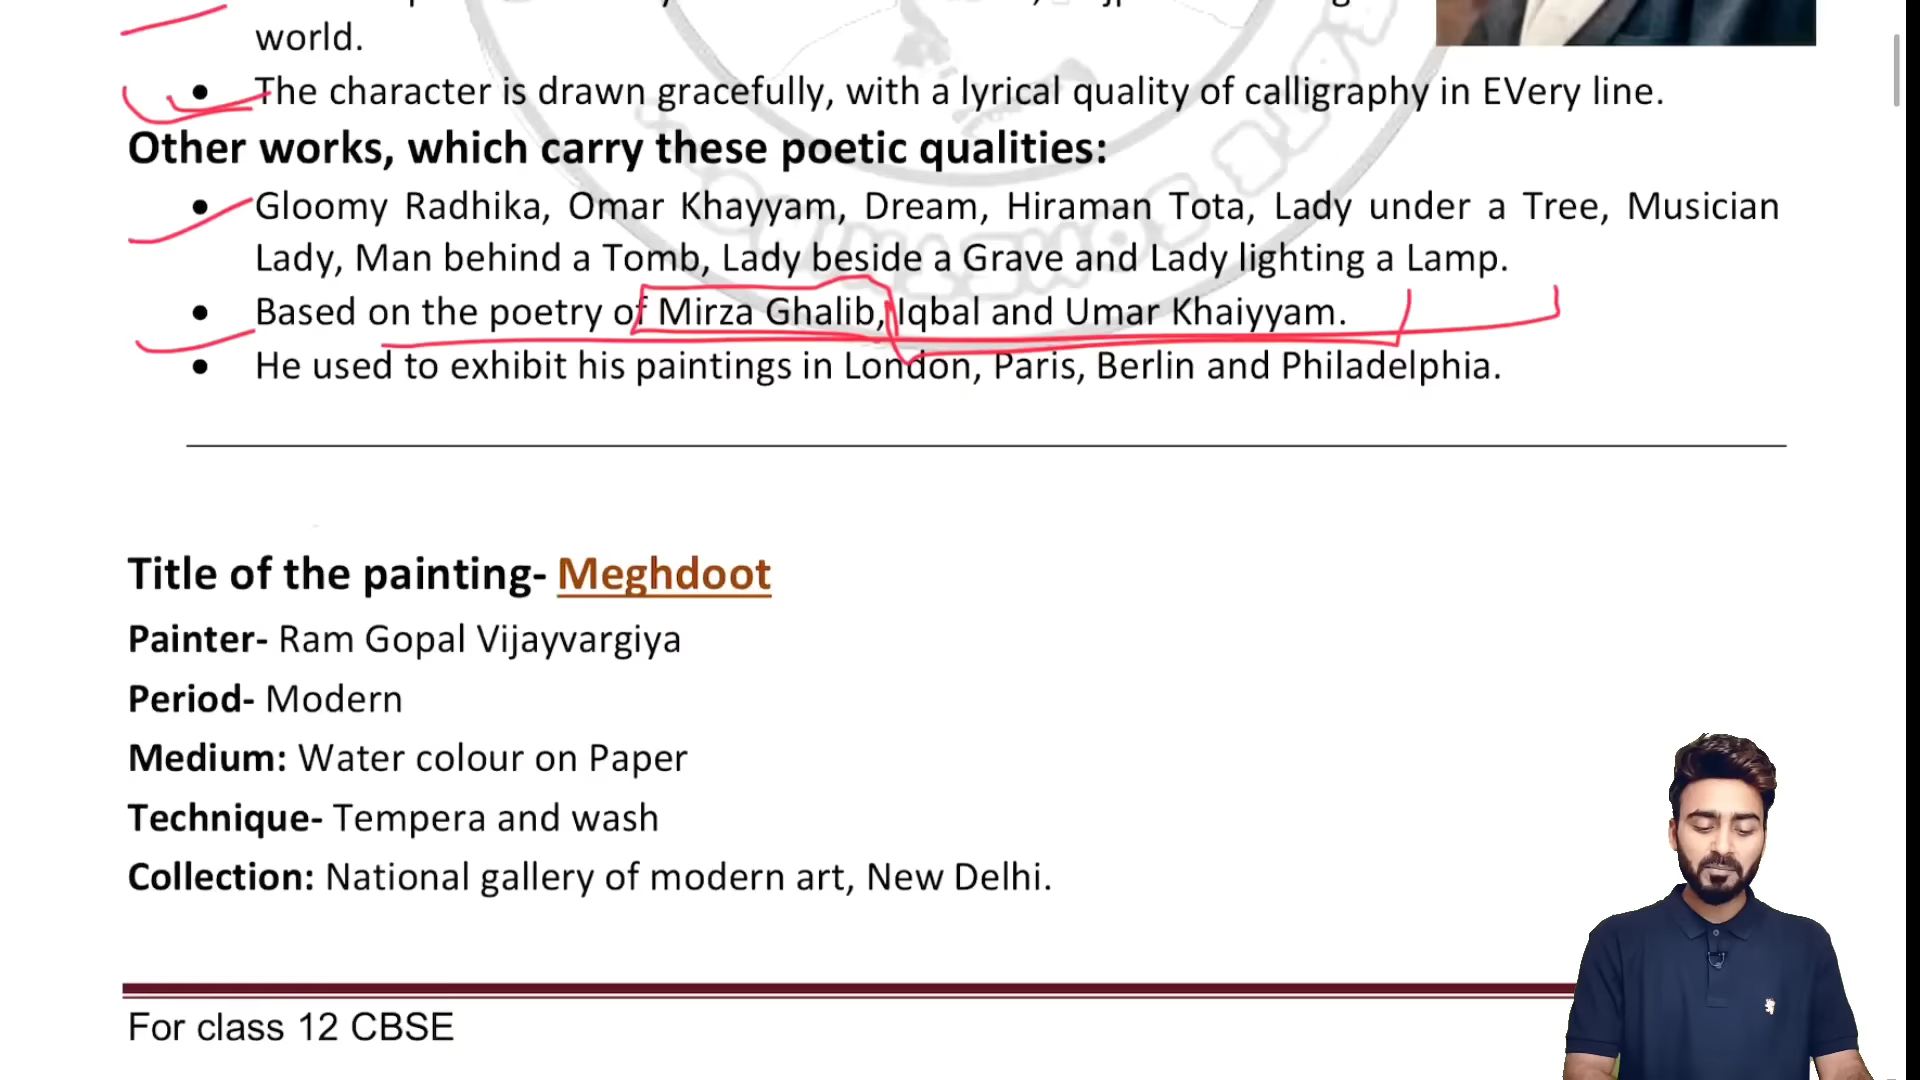 world.
• The character is drawn gracefully, with a lyrical quality of calligraphy in EVery line.
Other works, which carry these poetic qualities:
• Gloomy Radhika, Omar Khayyam, Dream, Hiraman Tota, Lady under a Tree, Musician
Lady, Man behind a Tomb, Lady beside a Grave and Lady lighting a Lamp.
• Based on the poetry of Mirza Ghalib, Iqbal and Umar Khaiyyam.
• He used to exhibit his paintings in London, Paris, Berlin and Philadelphia.
Title of the painting- Meghdoot
Painter- Ram Gopal Vijayvargiya
Period- Modern
Medium: Water colour on Paper
Technique- Tempera and wash
Collection: National gallery of modern art, New Delhi.
For class 12 CBSE